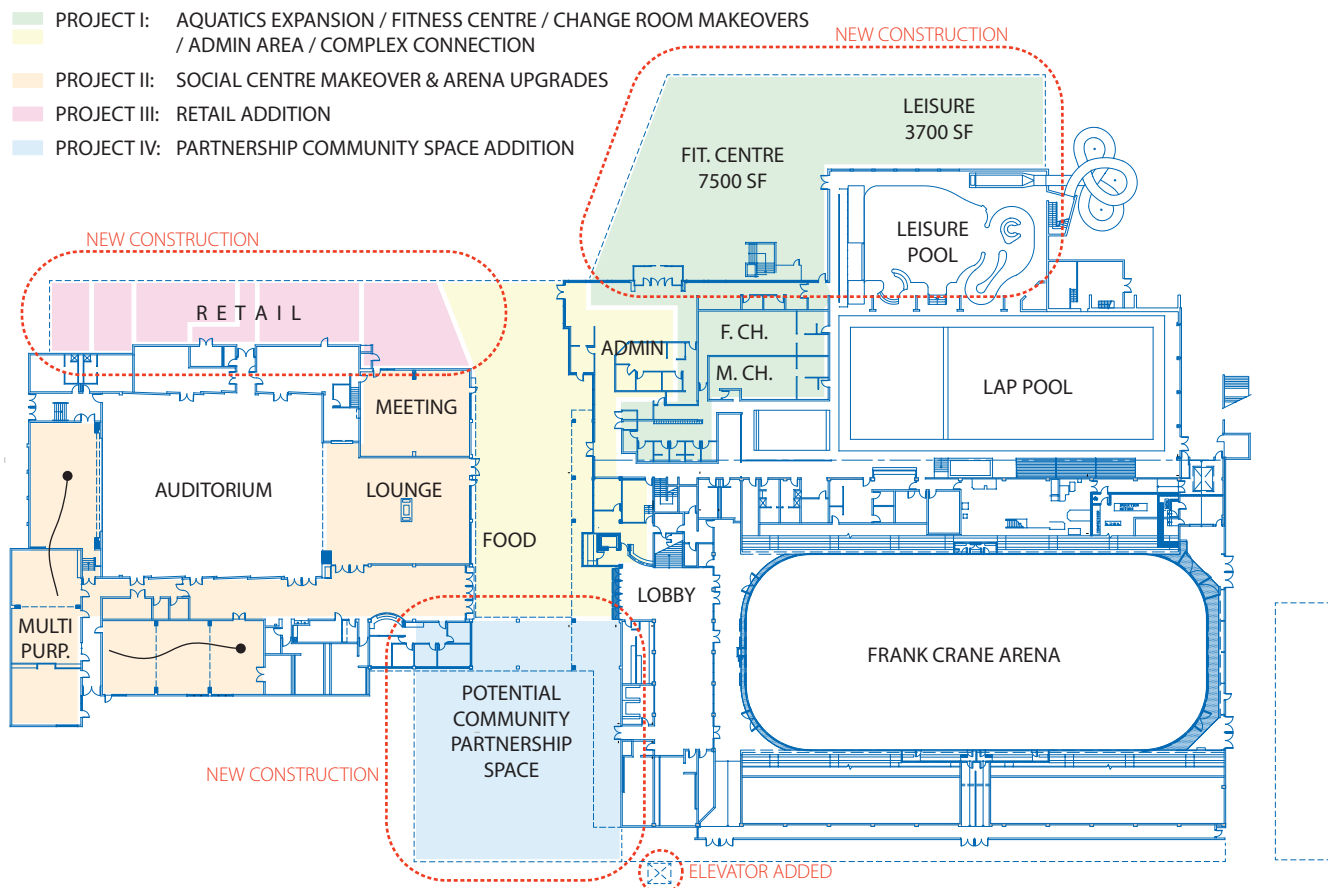 PROJECT I: AQUATICS EXPANSION / FITNESS CENTRE / CHANGE ROOM MAKEOVERS
/ ADMIN AREA / COMPLEX CONNECTION
PROJECT II: SOCIAL CENTRE MAKEOVER & ARENA UPGRADES
PROJECT III: RETAIL ADDITION
PROJECT IV: PARTNERSHIP COMMUNITY SPACE ADDITION
NEW CONSTRUCTION
LEISURE
3700 SF
FIT. CENTRE
7500 SF
LEISURE
POOL
NEW CONSTRUCTION
RETAIL
ADMIN
F. CH.
M. CH.
LAP POOL
MEETING
AUDITORIUM
LOUNGE
FOOD
LOBBY
MULTI
PURP.
FRANK CRANE ARENA
POTENTIAL
COMMUNITY
PARTNERSHIP
SPACE
NEW CONSTRUCTION
ELEVATOR ADDED